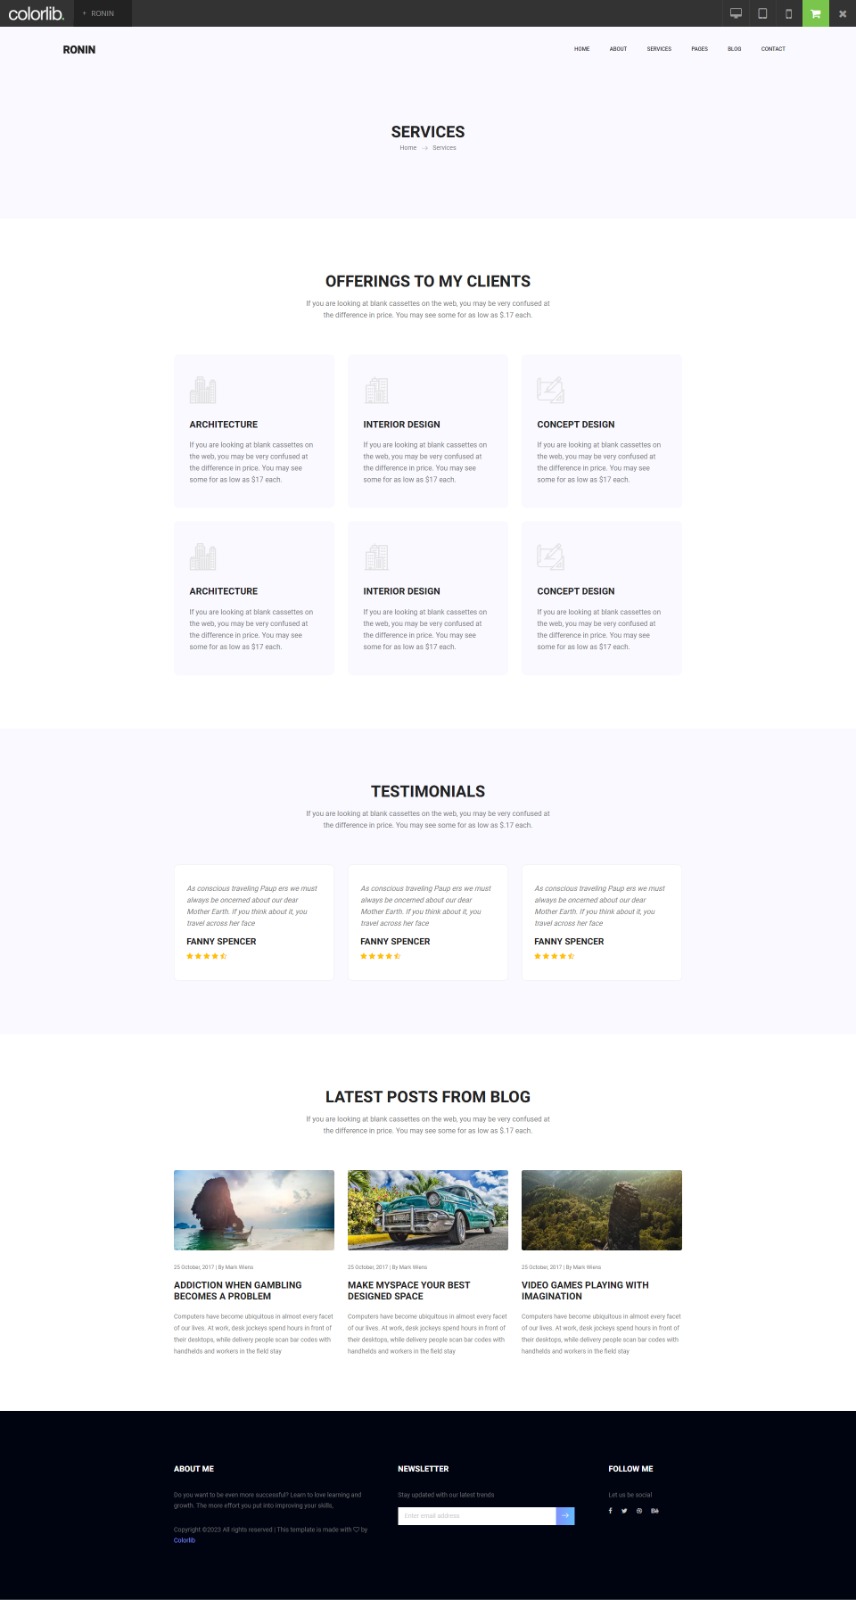 colorlib.
RONIN
RONIN
HOME ABOUT SERVICES PAGES BLOG CONTACT
SERVICES
Home → Services
OFFERINGS TO MY CLIENTS
If you are looking at blank cassettes on the web, you may be very confused at
the difference in price. You may see some for as low as $.17 each.
ARCHITECTURE
If you are looking at blank cassettes on
the web, you may be very confused at
the difference in price. You may see
some for as low as $17 each.
INTERIOR DESIGN
If you are looking at blank cassettes on
the web, you may be very confused at
the difference in price. You may see
some for as low as $17 each.
CONCEPT DESIGN
If you are looking at blank cassettes on
the web, you may be very confused at
the difference in price. You may see
some for as low as $17 each.
ARCHITECTURE
If you are looking at blank cassettes on
the web, you may be very confused at
the difference in price. You may see
some for as low as $17 each.
INTERIOR DESIGN
If you are looking at blank cassettes on
the web, you may be very confused at
the difference in price. You may see
some for as low as $17 each.
CONCEPT DESIGN
If you are looking at blank cassettes on
the web, you may be very confused at
the difference in price. You may see
some for as low as $17 each.
TESTIMONIALS
If you are looking at blank cassettes on the web, you may be very confused at
the difference in price. You may see some for as low as $.17 each.
As conscious traveling Paup ers we must
always be oncerned about our dear
Mother Earth. If you think about it, you
travel across her face
FANNY SPENCER
As conscious traveling Paup ers we must
always be oncerned about our dear
Mother Earth. If you think about it, you
travel across her face
FANNY SPENCER
As conscious traveling Paup ers we must
always be oncerned about our dear
Mother Earth. If you think about it, you
travel across her face
FANNY SPENCER
LATEST POSTS FROM BLOG
If you are looking at blank cassettes on the web, you may be very confused at
the difference in price. You may see some for as low as $.17 each.
25 October, 2017 | By Mark Wiens
ADDICTION WHEN GAMBLING
BECOMES A PROBLEM
Computers have become ubiquitous in almost every facet
of our lives. At work, desk jockeys spend hours in front of
their desktops, while delivery people scan bar codes with
handhelds and workers in the field stay
25 October, 2017 | By Mark Wiens
MAKE MYSPACE YOUR BEST
DESIGNED SPACE
Computers have become ubiquitous in almost every facet
of our lives. At work, desk jockeys spend hours in front of
their desktops, while delivery people scan bar codes with
handhelds and workers in the field stay
25 October, 2017 | By Mark Wiens
VIDEO GAMES PLAYING WITH
IMAGINATION
Computers have become ubiquitous in almost every facet
of our lives. At work, desk jockeys spend hours in front of
their desktops, while delivery people scan bar codes with
handhelds and workers in the field stay
ABOUT ME
Do you want to be even more successful? Learn to love learning and
growth. The more effort you put into improving your skills,
Copyright ©2023 All rights reserved | This template is made with ♡ by
Colorlib
NEWSLETTER
Stay updated with our latest trends
Enter email address
FOLLOW ME
Let us be social